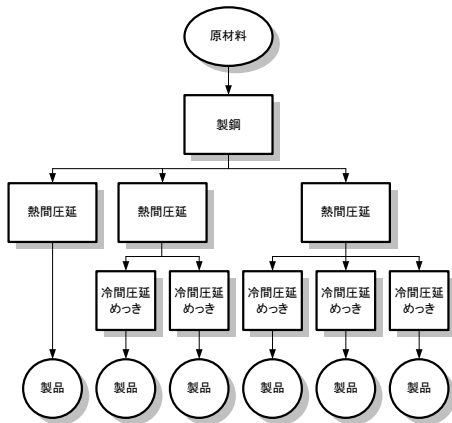 原材料
製鋼
熱間圧延
熱間圧延
熱間圧延
冷間圧延
めっき
冷間圧延
めっき
冷間圧延
めっき
冷間圧延
めっき
冷間圧延
めっき
製品
製品
製品
製品
製品
製品